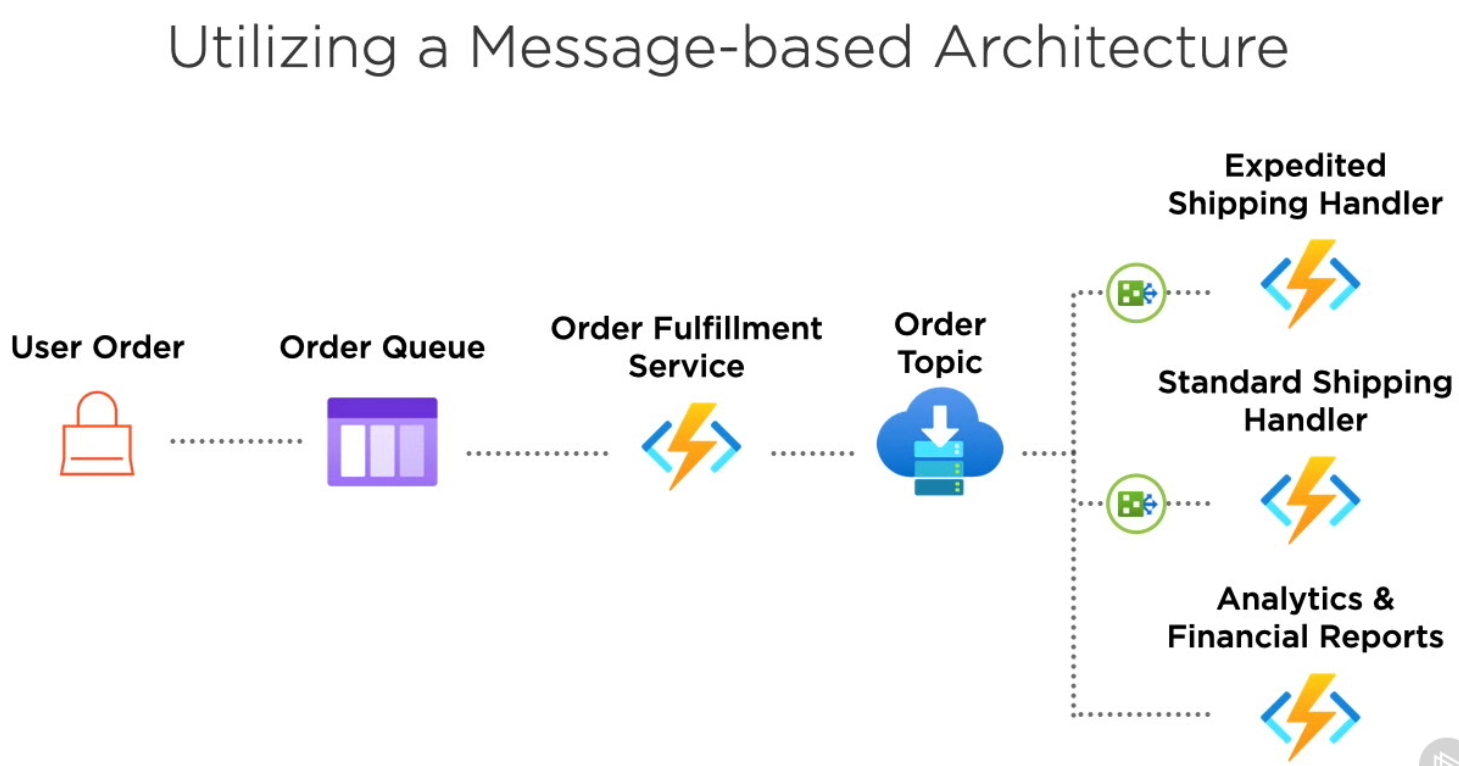 Utilizing a Message-based Architecture
Expedited
Shipping Handler
User Order
Order Queue
Order Fulfillment
Service
Order
Topic
Standard Shipping
Handler
Analytics &
Financial Reports